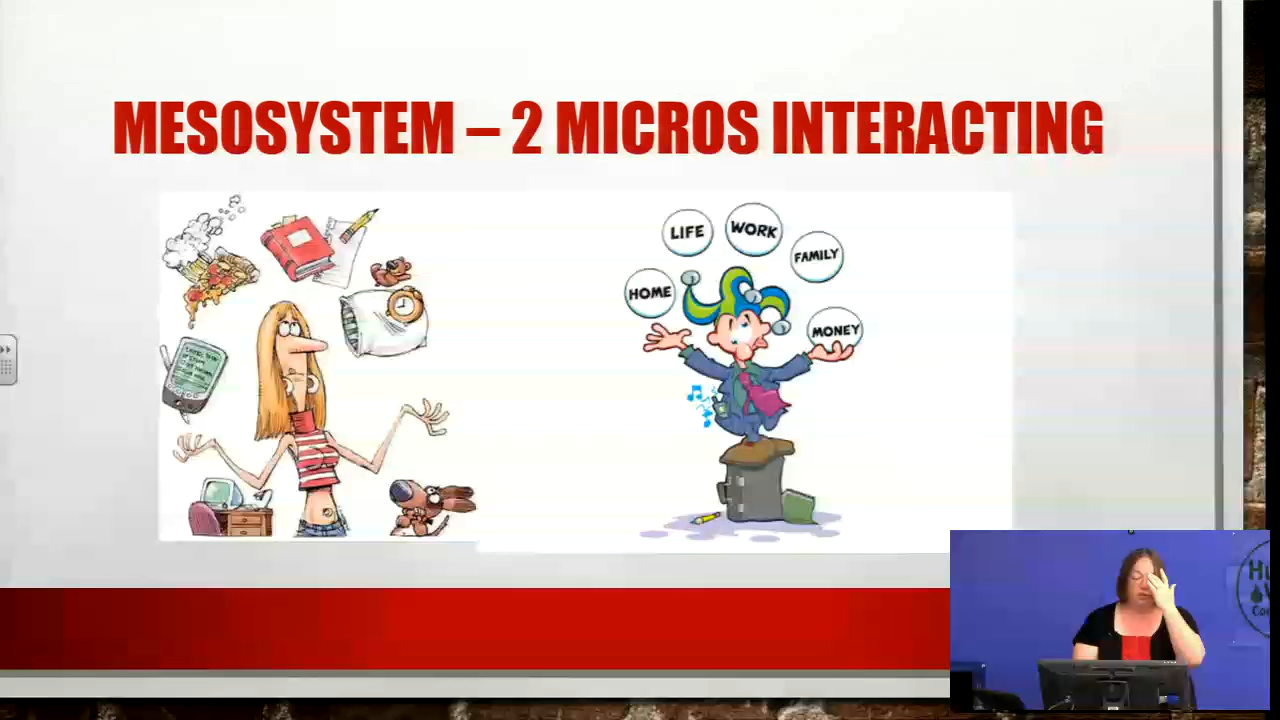 MESOSYSTEM – 2 MICROS INTERACTING
LIFE
WORK
FAMILY
HOME
MONEY